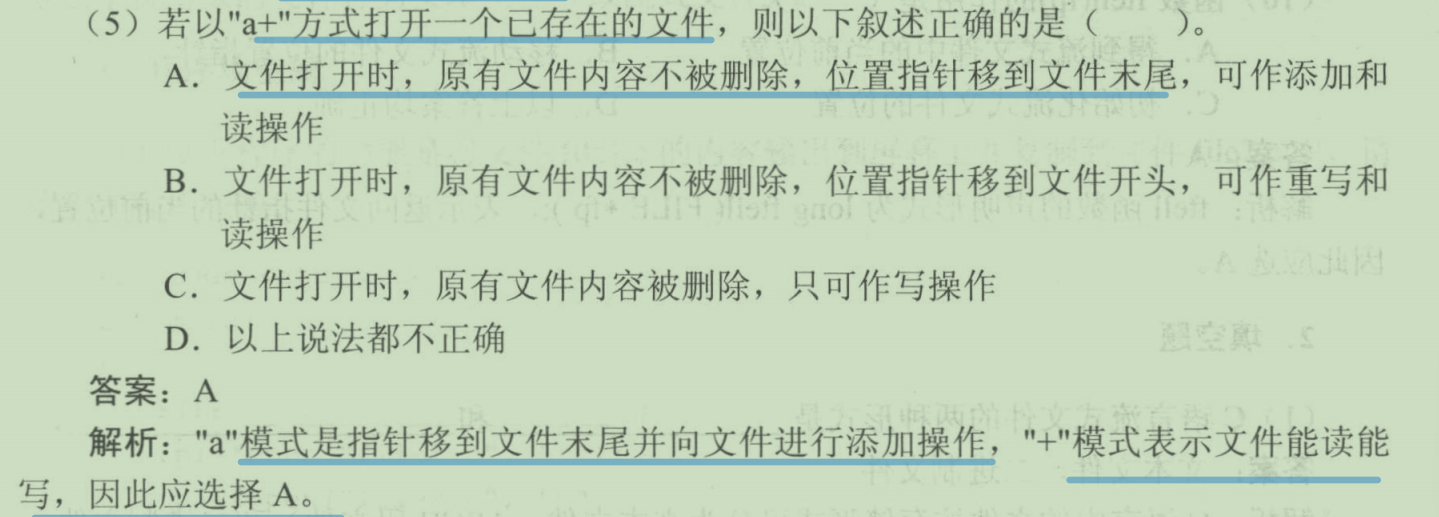 （5）若以"a+"方式打开一个已存在的文件，则以下叙述正确的是（    ）。
A．文件打开时，原有文件内容不被删除，位置指针移到文件末尾，可作添加和
读操作
B．文件打开时，原有文件内容不被删除，位置指针移到文件开头，可作重写和
读操作
C．文件打开时，原有文件内容被删除，只可作写操作
D．以上说法都不正确
答案：A
解析："a"模式是指针移到文件末尾并向文件进行添加操作，"+"模式表示文件能读能
写，因此应选择 A。